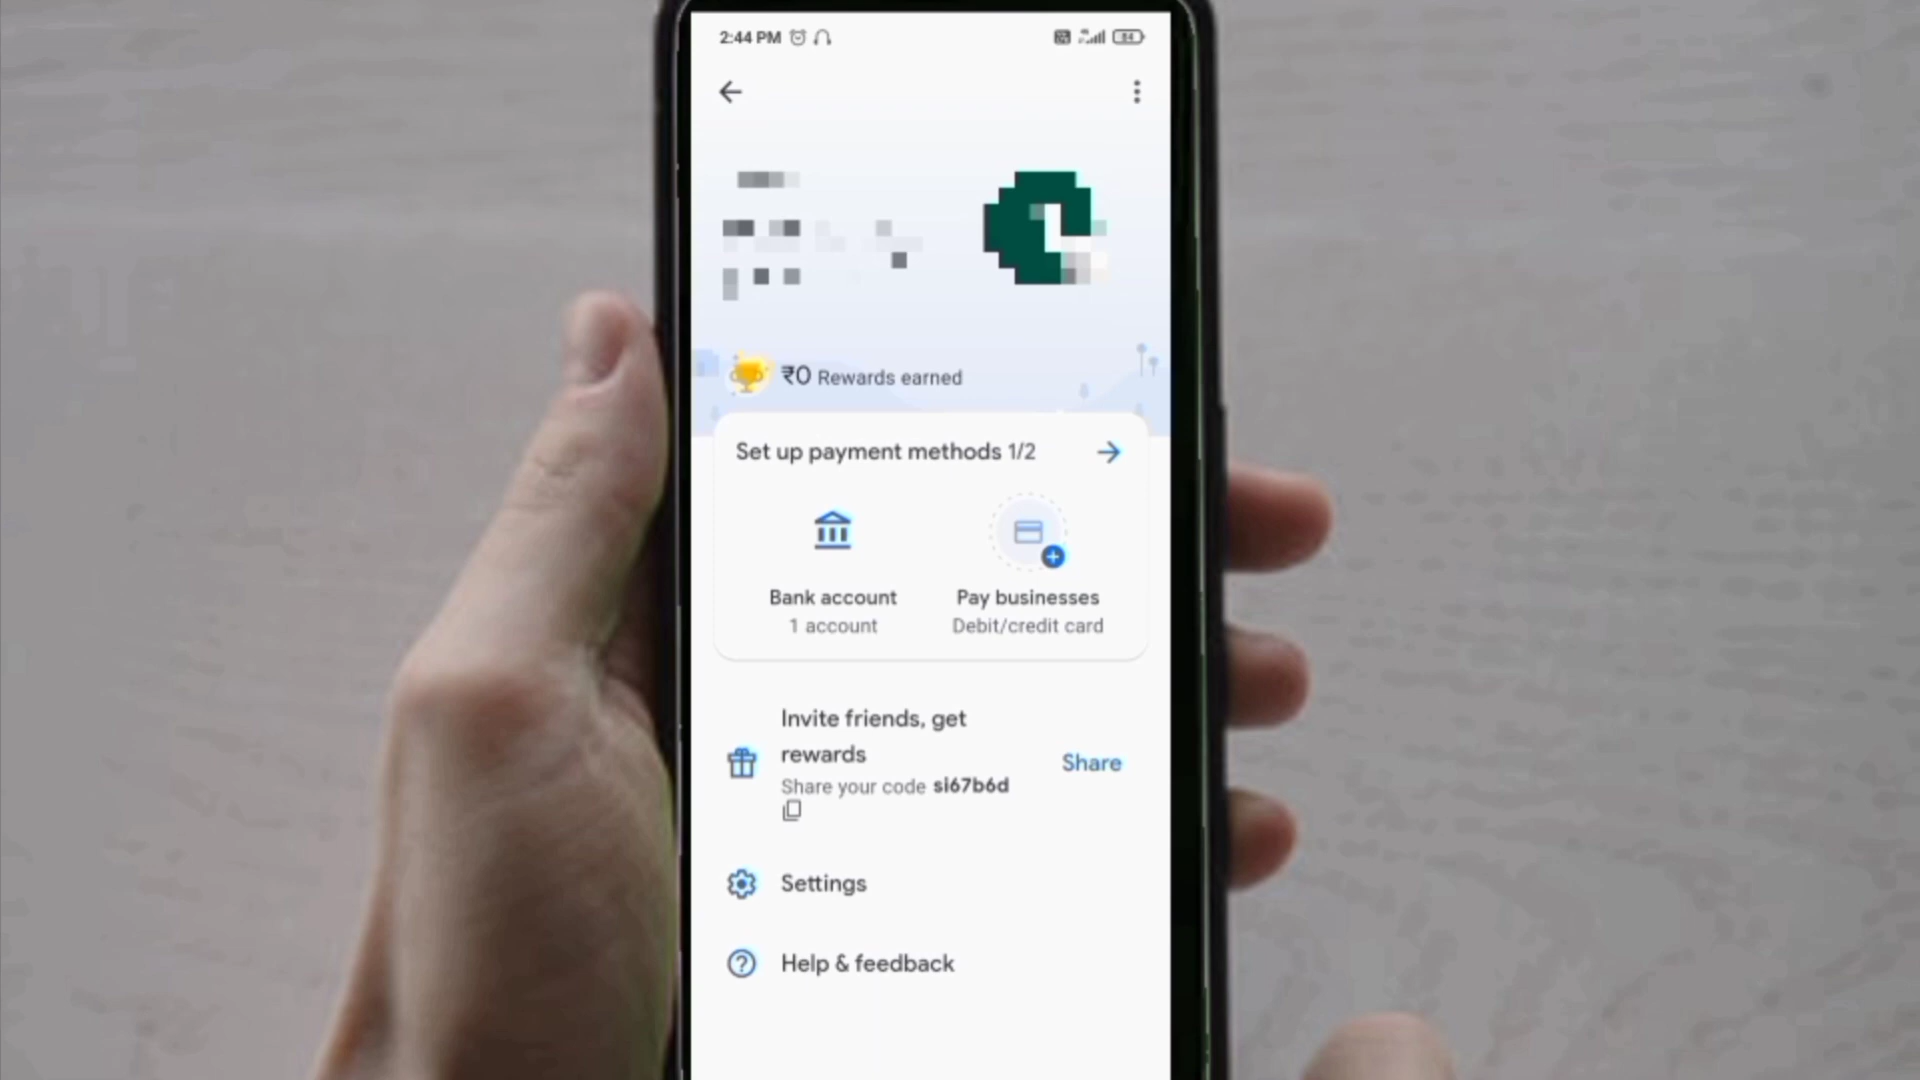 2:44 PM
84
₹0 Rewards earned
Set up payment methods 1/2
Bank account
1 account
Pay businesses
Debit/credit card
Invite friends, get
rewards
Share your code si67b6d
Share
Settings
Help & feedback